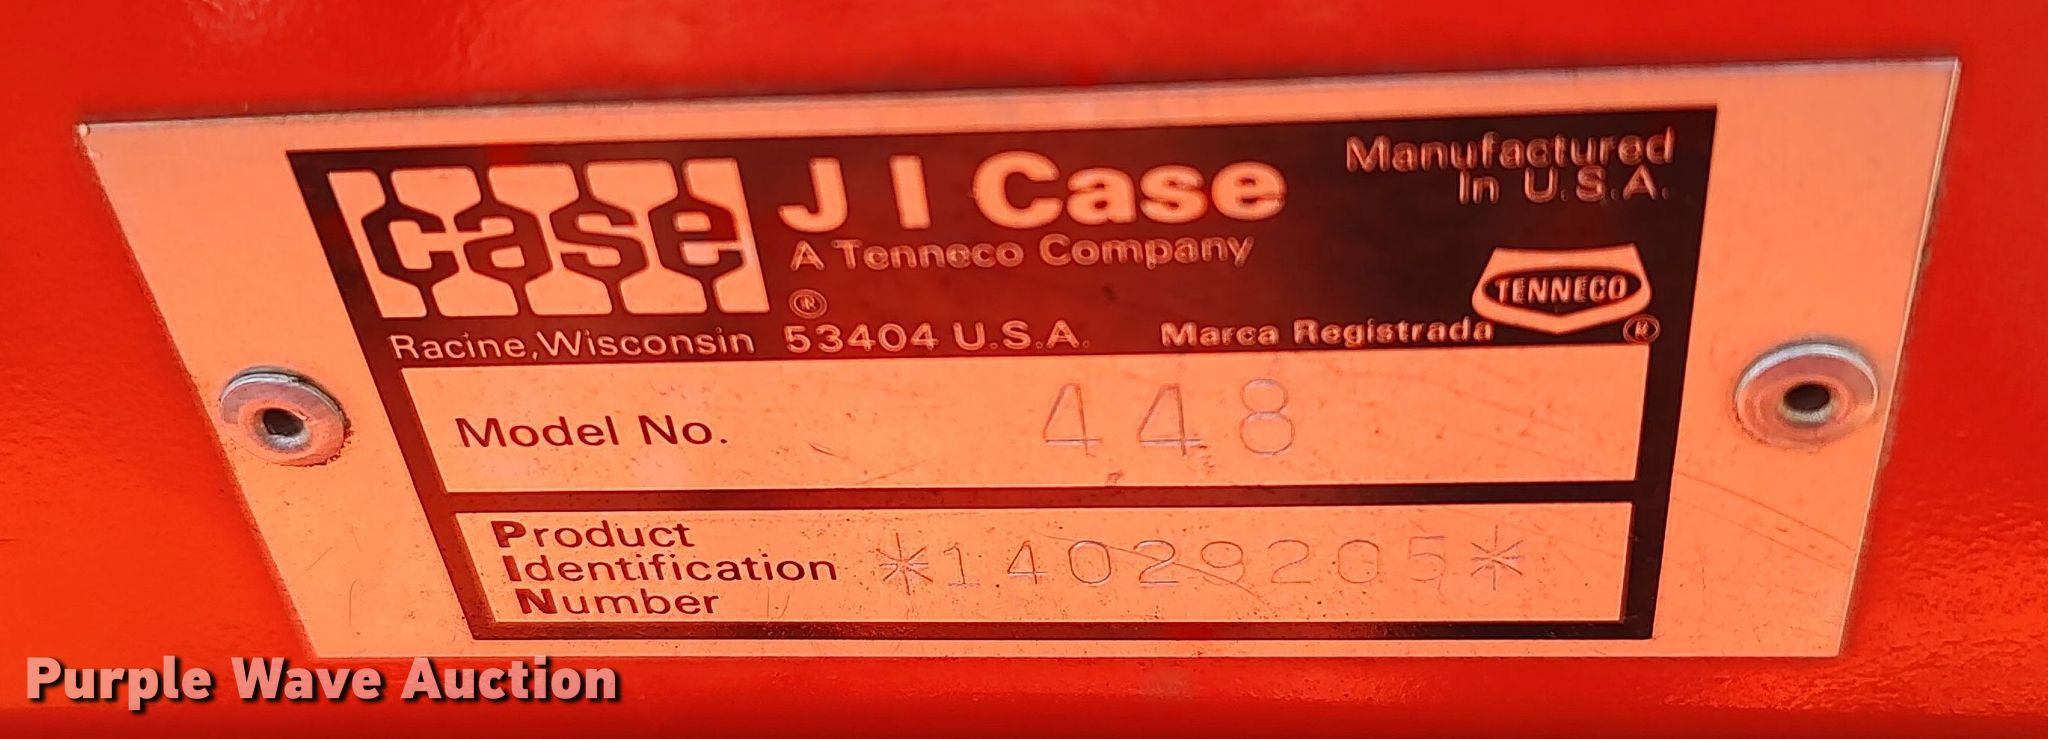 case
J I Case
Manufactured
In U.S.A.
A Tenneco Company
®
TENNECO
®
Racine, Wisconsin 53404 U.S.A. Marca Registrada
Model No. 448
Product
Identification *14029205*
Number
Purple Wave Auction